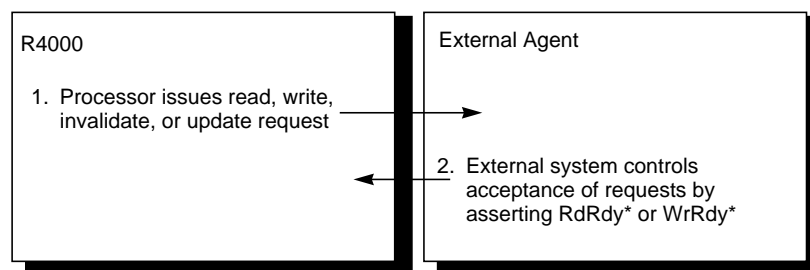 R4000
1. Processor issues read, write,
invalidate, or update request
External Agent
2. External system controls
acceptance of requests by
asserting RdRdy* or WrRdy*